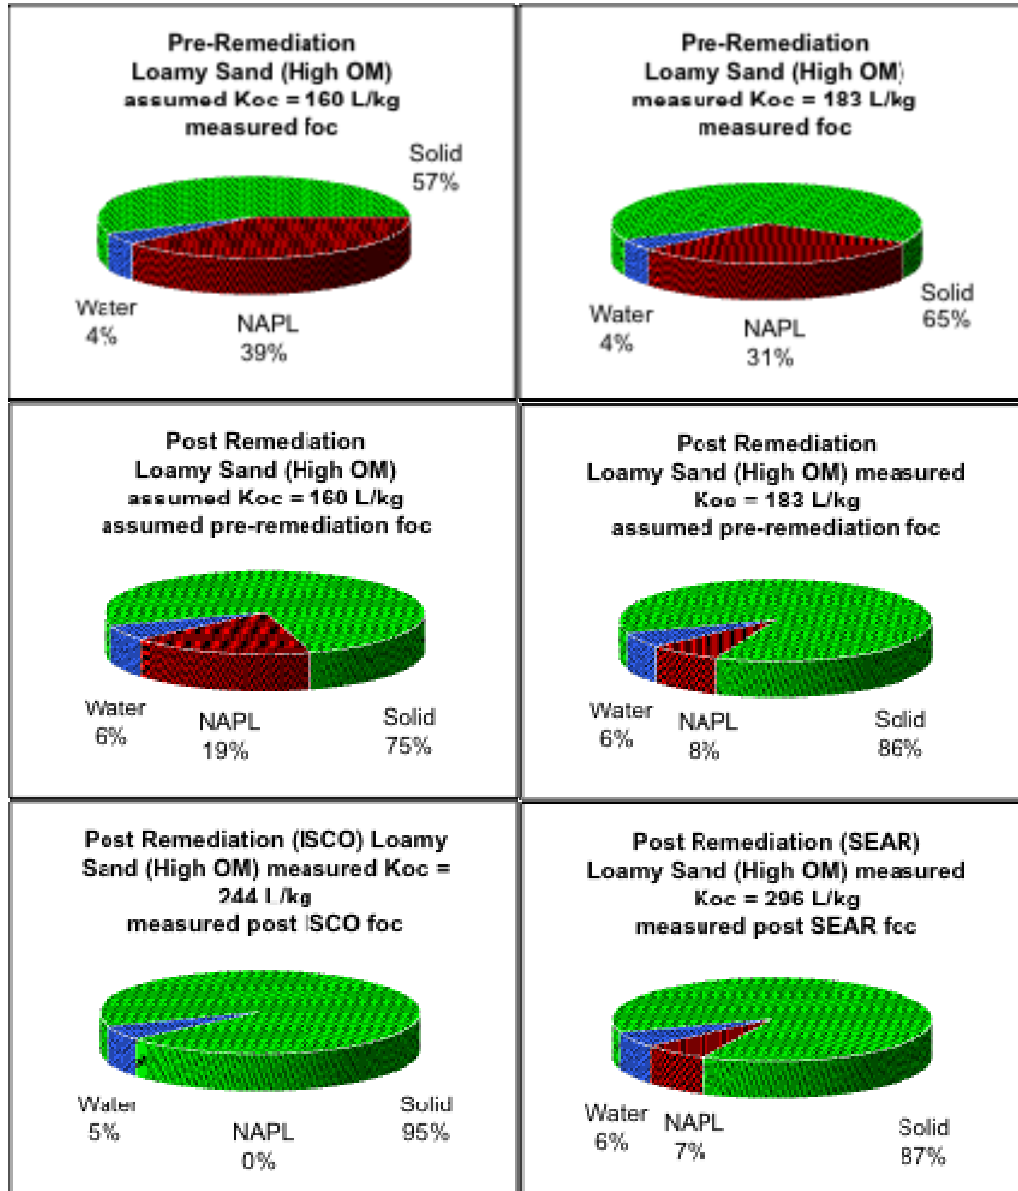 Pre-Remediation
Loamy Sand (High OM)
assumed Koc = 160 L/kg
measured foc
Solid
57%
Water
4%
NAPL
39%
Pre-Remediation
Loamy Sand (High OM)
measured Koc = 183 L/kg
measured foc
Solid
65%
Water
4%
NAPL
31%
Post Remediation
Loamy Sand (High OM)
assumed Koc = 160 L/kg
assumed pre-remediation foc
Water
6%
NAPL
19%
Solid
75%
Post Remediation
Loamy Sand (High OM) measured
Koc = 183 L/kg
assumed pre-remediation foc
Water
6%
NAPL
8%
Solid
86%
Post Remediation (ISCO) Loamy
Sand (High OM) measured Koc =
244 L/kg
measured post ISCO foc
Water
5%
NAPL
0%
Solid
95%
Post Remediation (SEAR)
Loamy Sand (High OM) measured
Koc = 296 L/kg
measured post SEAR foc
Water
6%
NAPL
7%
Solid
87%